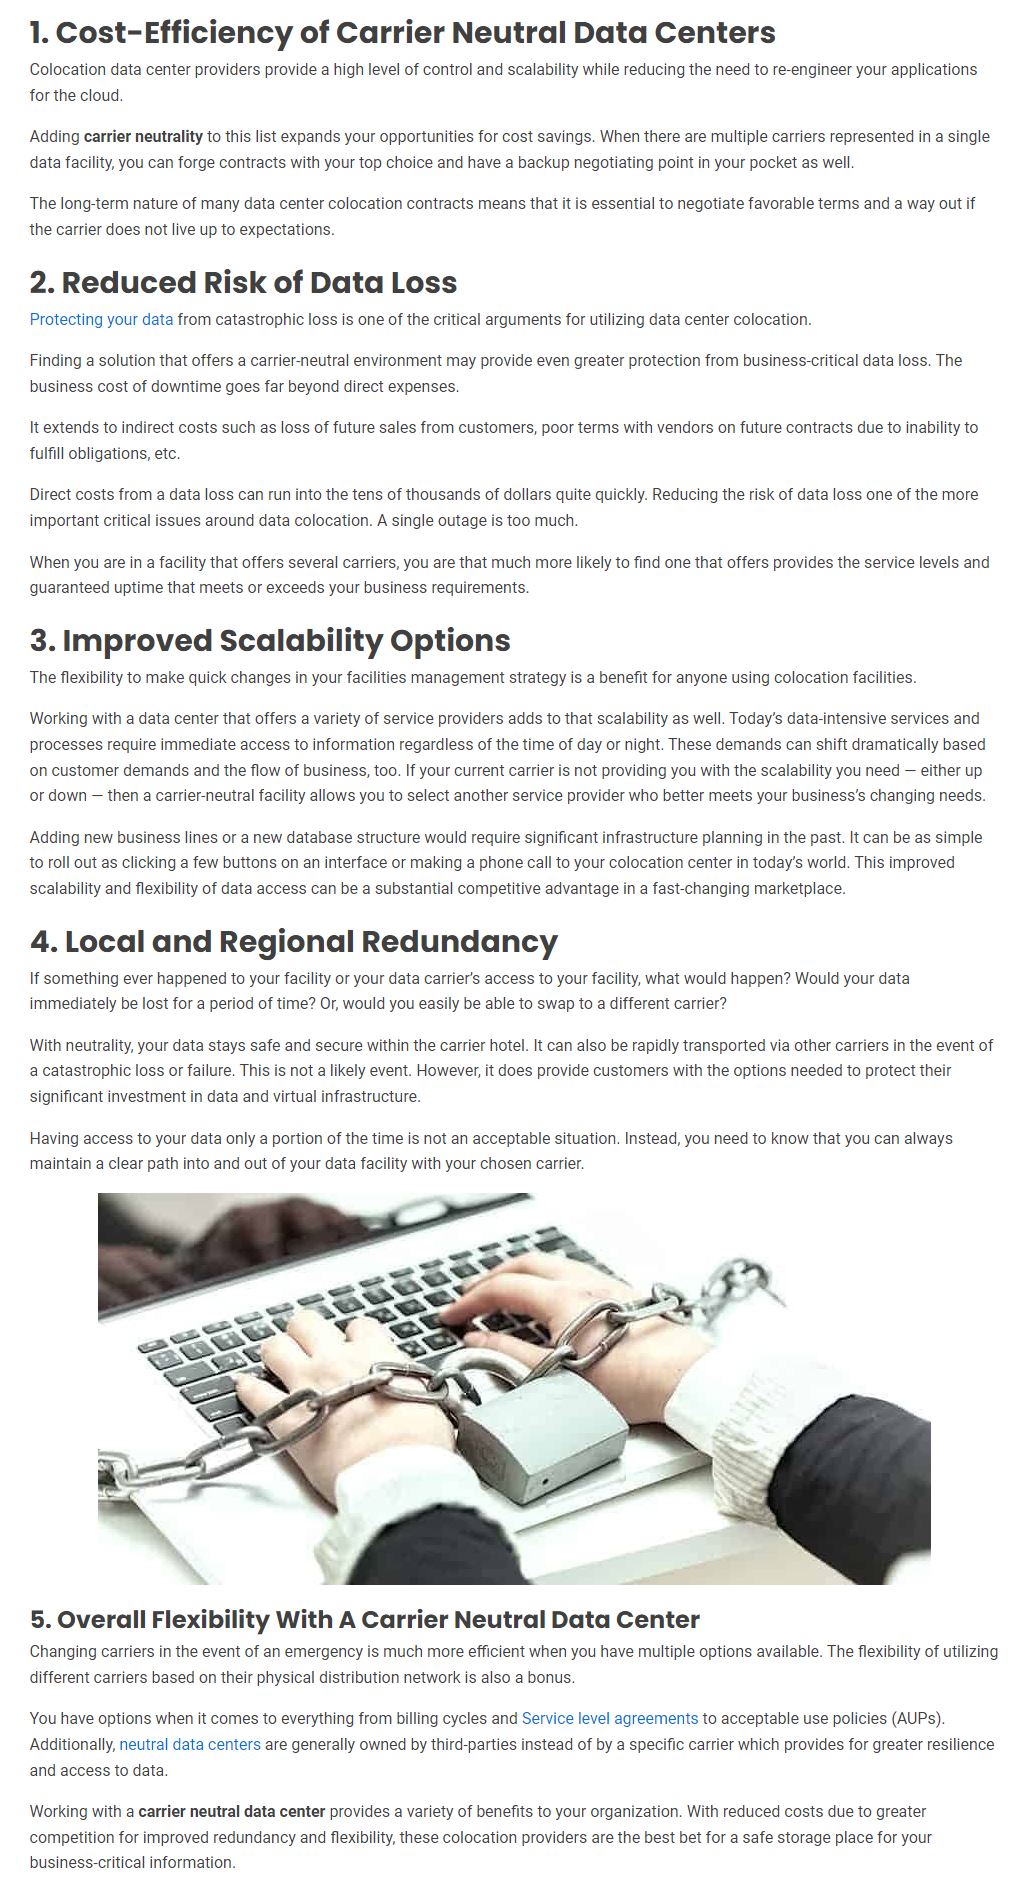 1. Cost-Efficiency of Carrier Neutral Data Centers
Colocation data center providers provide a high level of control and scalability while reducing the need to re-engineer your applications
for the cloud.
Adding carrier neutrality to this list expands your opportunities for cost savings. When there are multiple carriers represented in a single
data facility, you can forge contracts with your top choice and have a backup negotiating point in your pocket as well.
The long-term nature of many data center colocation contracts means that it is essential to negotiate favorable terms and a way out if
the carrier does not live up to expectations.
2. Reduced Risk of Data Loss
Protecting your data from catastrophic loss is one of the critical arguments for utilizing data center colocation.
Finding a solution that offers a carrier-neutral environment may provide even greater protection from business-critical data loss. The
business cost of downtime goes far beyond direct expenses.
It extends to indirect costs such as loss of future sales from customers, poor terms with vendors on future contracts due to inability to
fulfill obligations, etc.
Direct costs from a data loss can run into the tens of thousands of dollars quite quickly. Reducing the risk of data loss one of the more
important critical issues around data colocation. A single outage is too much.
When you are in a facility that offers several carriers, you are that much more likely to find one that offers provides the service levels and
guaranteed uptime that meets or exceeds your business requirements.
3. Improved Scalability Options
The flexibility to make quick changes in your facilities management strategy is a benefit for anyone using colocation facilities.
Working with a data center that offers a variety of service providers adds to that scalability as well. Today’s data-intensive services and
processes require immediate access to information regardless of the time of day or night. These demands can shift dramatically based
on customer demands and the flow of business, too. If your current carrier is not providing you with the scalability you need — either up
or down — then a carrier-neutral facility allows you to select another service provider who better meets your business’s changing needs.
Adding new business lines or a new database structure would require significant infrastructure planning in the past. It can be as simple
to roll out as clicking a few buttons on an interface or making a phone call to your colocation center in today’s world. This improved
scalability and flexibility of data access can be a substantial competitive advantage in a fast-changing marketplace.
4. Local and Regional Redundancy
If something ever happened to your facility or your data carrier’s access to your facility, what would happen? Would your data
immediately be lost for a period of time? Or, would you easily be able to swap to a different carrier?
With neutrality, your data stays safe and secure within the carrier hotel. It can also be rapidly transported via other carriers in the event of
a catastrophic loss or failure. This is not a likely event. However, it does provide customers with the options needed to protect their
significant investment in data and virtual infrastructure.
Having access to your data only a portion of the time is not an acceptable situation. Instead, you need to know that you can always
maintain a clear path into and out of your data facility with your chosen carrier.
5. Overall Flexibility With A Carrier Neutral Data Center
Changing carriers in the event of an emergency is much more efficient when you have multiple options available. The flexibility of utilizing
different carriers based on their physical distribution network is also a bonus.
You have options when it comes to everything from billing cycles and Service level agreements to acceptable use policies (AUPs).
Additionally, neutral data centers are generally owned by third-parties instead of by a specific carrier which provides for greater resilience
and access to data.
Working with a carrier neutral data center provides a variety of benefits to your organization. With reduced costs due to greater
competition for improved redundancy and flexibility, these colocation providers are the best bet for a safe storage place for your
business-critical information.